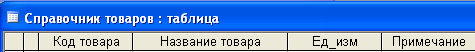 Справочник товаров : таблица
Код товара Название товара Ед_изм Примечание